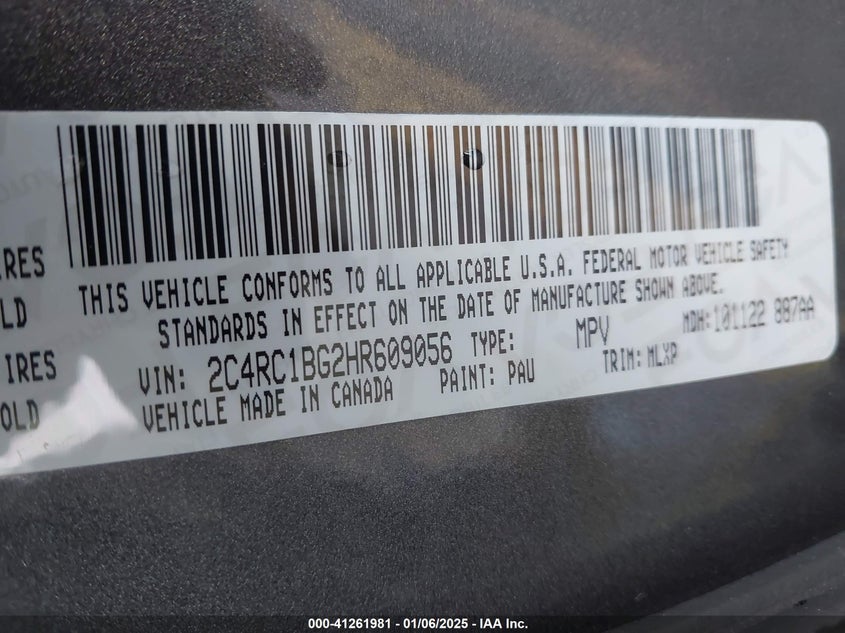 THIS VEHICLE CONFORMS TO ALL APPLICABLE U.S.A. FEDERAL MOTOR VEHICLE SAFETY
IRES
STANDARDS IN EFFECT ON THE DATE OF MANUFACTURE SHOWN ABOVE.
LD
VIN: 2C4RC1BG2HR609056 TYPE: MPV MDH: 101122 887AA
IRES
VEHICLE MADE IN CANADA PAINT: PAU TRIM: MLXP
OLD
000-41261981 - 01/06/2025 - IAA Inc.